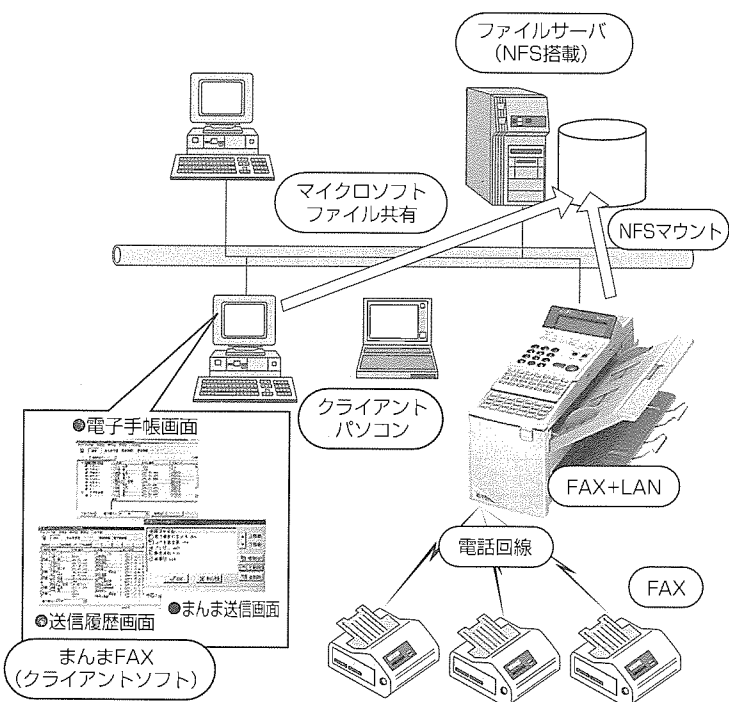 ファイルサーバ
（NFS搭載）
マイクロソフト
ファイル共有
NFSマウント
クライアント
パソコン
●電子手帳画面
FAX+LAN
電話回線
FAX
●まんま送信画面
●送信履歴画面
まんまFAX
（クライアントソフト）